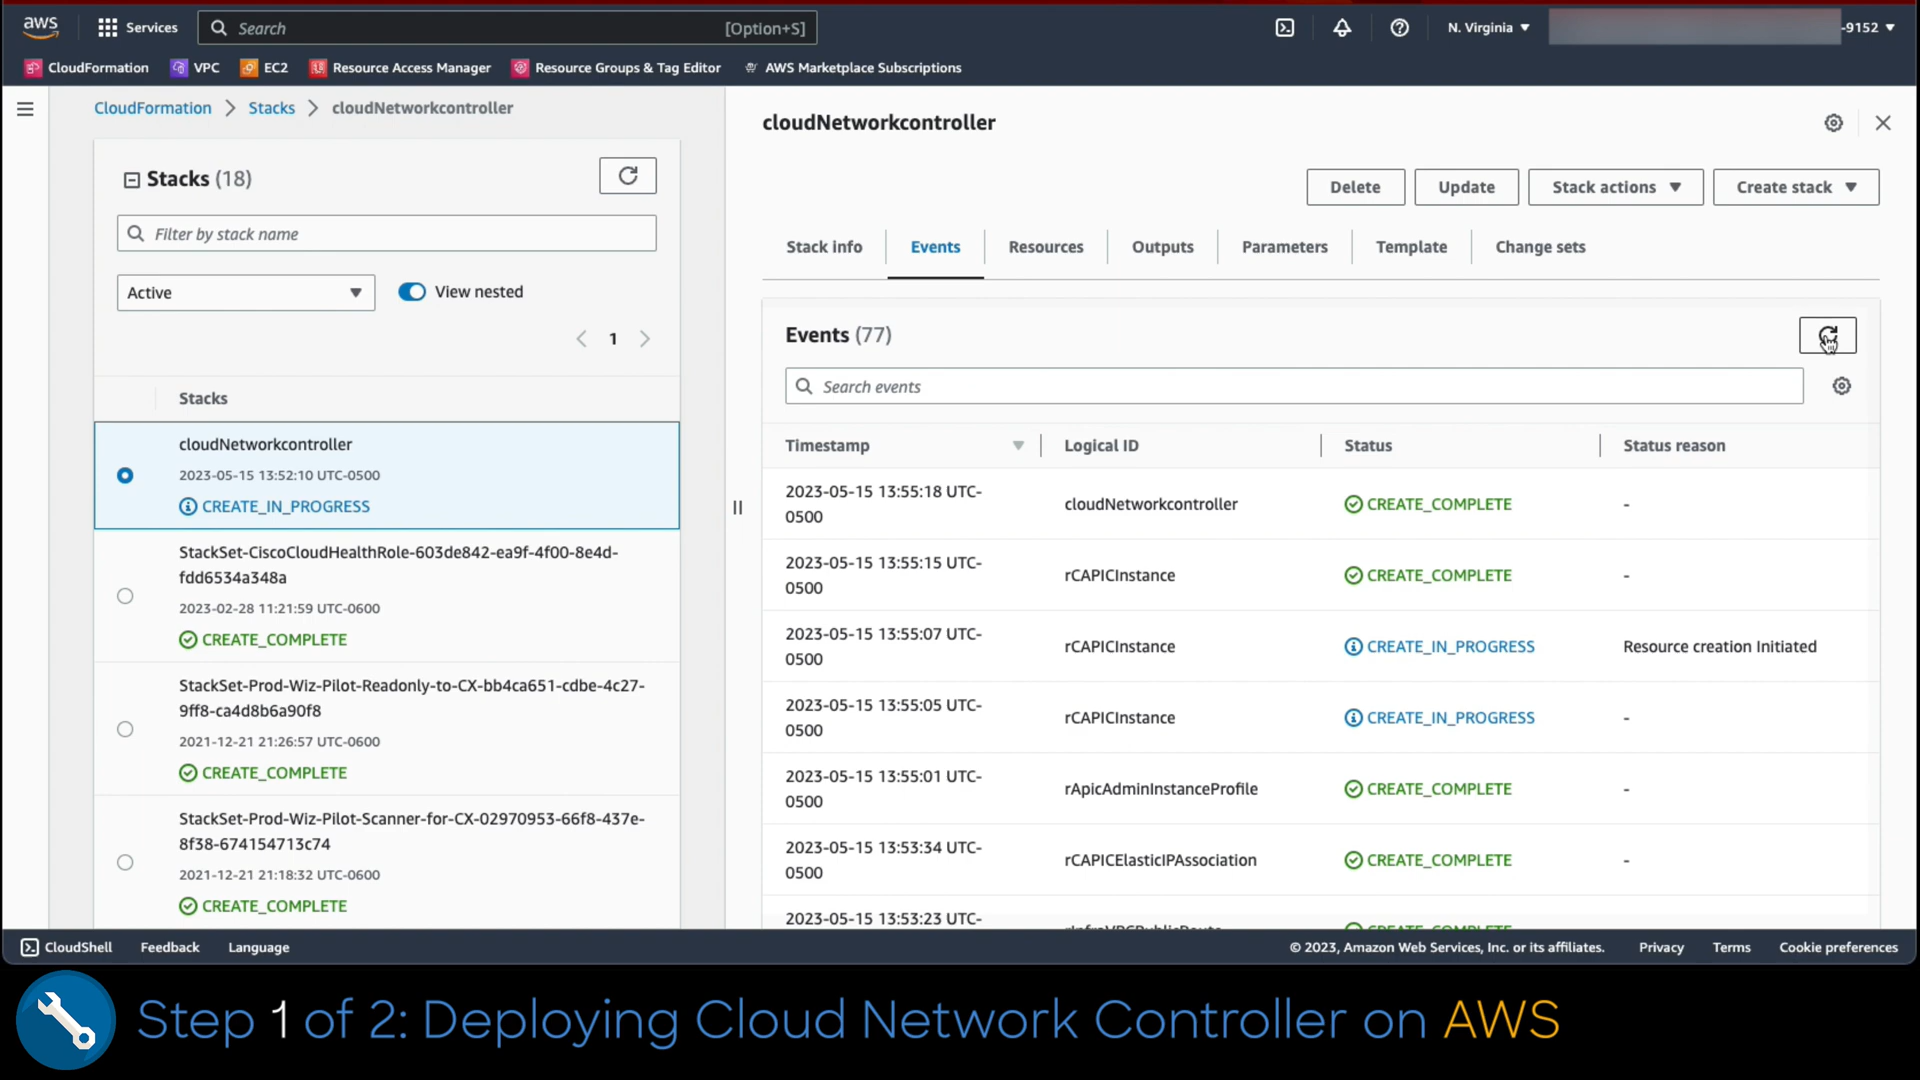 aws
Services
Search
[Option+S]
N. Virginia
-9152
CloudFormation
VPC
EC2
Resource Access Manager
Resource Groups & Tag Editor
AWS Marketplace Subscriptions
CloudFormation
Stacks
cloudNetworkcontroller
Stacks (18)
Filter by stack name
Active
View nested
1
Stacks
cloudNetworkcontroller
2023-05-15 13:52:10 UTC-0500
CREATE_IN_PROGRESS
StackSet-CiscoCloudHealthRole-603de842-ea9f-4f00-8e4d-
fdd6534a348a
2023-02-28 11:21:59 UTC-0600
CREATE_COMPLETE
StackSet-Prod-Wiz-Pilot-Readonly-to-CX-bb4ca651-cdbe-4c27-
9ff8-ca4d8b6a90f8
2021-12-21 21:26:57 UTC-0600
CREATE_COMPLETE
StackSet-Prod-Wiz-Pilot-Scanner-for-CX-02970953-66f8-437e-
8f38-674154713c74
2021-12-21 21:18:32 UTC-0600
CREATE_COMPLETE
cloudNetworkcontroller
Delete
Update
Stack actions
Create stack
Stack info
Events
Resources
Outputs
Parameters
Template
Change sets
Events (77)
Search events
Timestamp
Logical ID
Status
Status reason
2023-05-15 13:55:18 UTC-
0500
cloudNetworkcontroller
CREATE_COMPLETE
-
2023-05-15 13:55:15 UTC-
0500
rCAPICInstance
CREATE_COMPLETE
-
2023-05-15 13:55:07 UTC-
0500
rCAPICInstance
CREATE_IN_PROGRESS
Resource creation Initiated
2023-05-15 13:55:05 UTC-
0500
rCAPICInstance
CREATE_IN_PROGRESS
-
2023-05-15 13:55:01 UTC-
0500
rApicAdminInstanceProfile
CREATE_COMPLETE
-
2023-05-15 13:53:34 UTC-
0500
rCAPICElasticIPAssociation
CREATE_COMPLETE
-
2023-05-15 13:53:23 UTC-
CloudShell
Feedback
Language
© 2023, Amazon Web Services, Inc. or its affiliates.
Privacy
Terms
Cookie preferences
Step 1 of 2: Deploying Cloud Network Controller on AWS